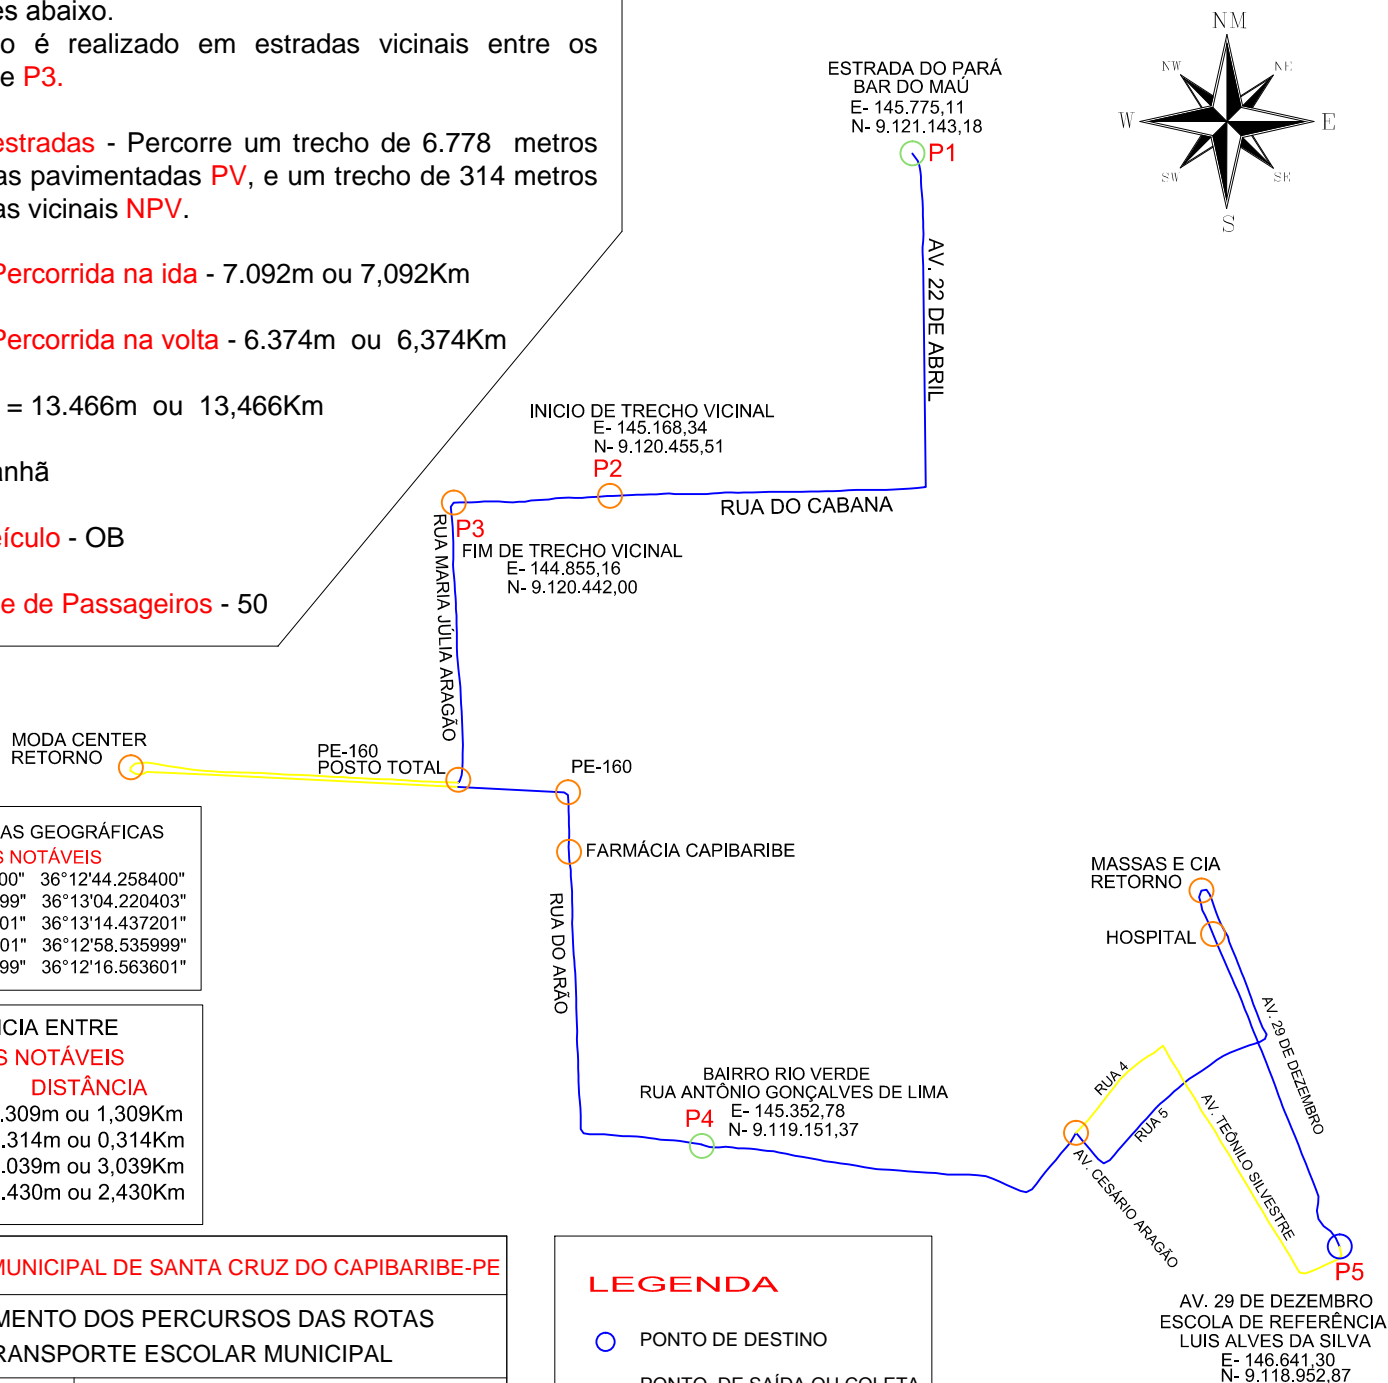 es abaixo.
o é realizado em estradas vicinais entre os
e P3.
estradas - Percorre um trecho de 6.778 metros
as pavimentadas PV, e um trecho de 314 metros
as vicinais NPV.
Percorrida na ida - 7.092m ou 7,092Km
Percorrida na volta - 6.374m ou 6,374Km
= 13.466m ou 13,466Km
anhã
eículo - OB
e de Passageiros - 50
NM
NW
NE
W
E
SW
SE
S
ESTRADA DO PARÁ
BAR DO MAÚ
E- 145.775,11
N- 9.121.143,18
P1
AV. 22 DE ABRIL
INICIO DE TRECHO VICINAL
E- 145.168,34
N- 9.120.455,51
P2
RUA DO CABANA
P3
FIM DE TRECHO VICINAL
E- 144.855,16
N- 9.120.442,00
RUA MARIA JÚLIA ARAGÃO
MODA CENTER
RETORNO
PE-160
POSTO TOTAL
PE-160
FARMÁCIA CAPIBARIBE
RUA DO ARÃO
AS GEOGRÁFICAS
S NOTÁVEIS
00" 36°12'44.258400"
99" 36°13'04.220403"
01" 36°13'14.437201"
01" 36°12'58.535999"
99" 36°12'16.563601"
NCIA ENTRE
S NOTÁVEIS
DISTÂNCIA
.309m ou 1,309Km
.314m ou 0,314Km
.039m ou 3,039Km
.430m ou 2,430Km
MASSAS E CIA
RETORNO
HOSPITAL
AV. 29 DE DEZEMBRO
BAIRRO RIO VERDE
RUA ANTÔNIO GONÇALVES DE LIMA
E- 145.352,78
N- 9.119.151,37
P4
RUA 4
RUA 5
AV. TEÔNILO SILVESTRE
AV. CESÁRIO ARAGÃO
P5
AV. 29 DE DEZEMBRO
ESCOLA DE REFERÊNCIA
LUIS ALVES DA SILVA
E- 146.641,30
N- 9.118.952,87
MUNICIPAL DE SANTA CRUZ DO CAPIBARIBE-PE
MENTO DOS PERCURSOS DAS ROTAS
RANSPORTE ESCOLAR MUNICIPAL
LEGENDA
PONTO DE DESTINO
PONTO DE SAÍDA OU COLETA